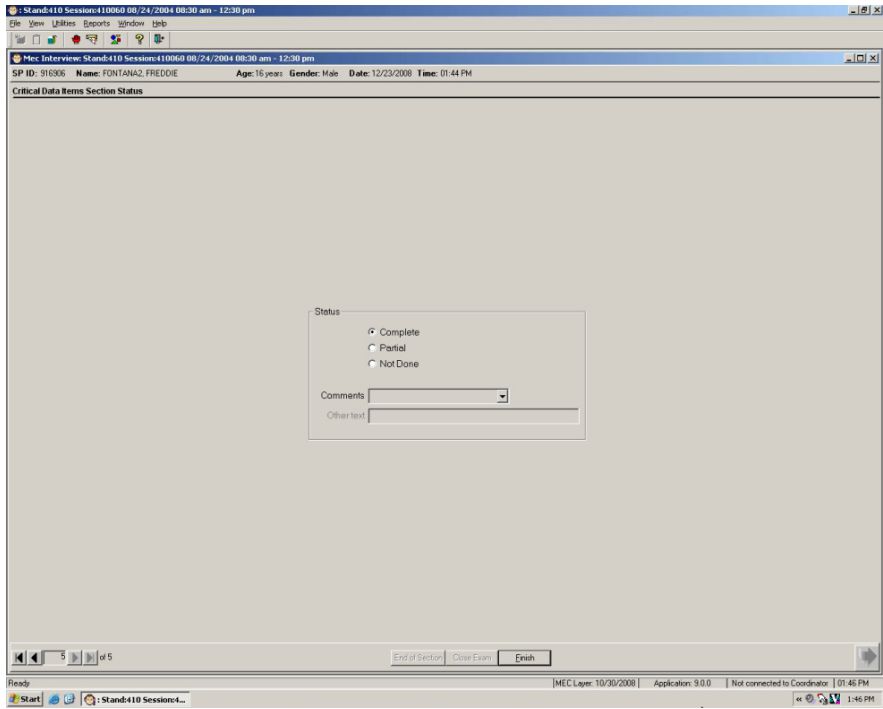 : Stand:410 Session:410060 08/24/2004 08:30 am - 12:30 pm
File View Utilities Reports Window Help
Mec Interview: Stand:410 Session:410060 08/24/2004 08:30 am - 12:30 pm
SP ID: 916906 Name: FONTANA2, FREDDIE Age: 16 years Gender: Male Date: 12/23/2008 Time: 01:44 PM
Critical Data Items Section Status
Status
Complete
Partial
Not Done
Comments
Other text
5 of 5 End of Section Close Exam Finish
Ready MEC Layer: 10/30/2008 Application: 9.0.0 Not connected to Coordinator 01:46 PM
Start : Stand:410 Session:4... « 1:46 PM